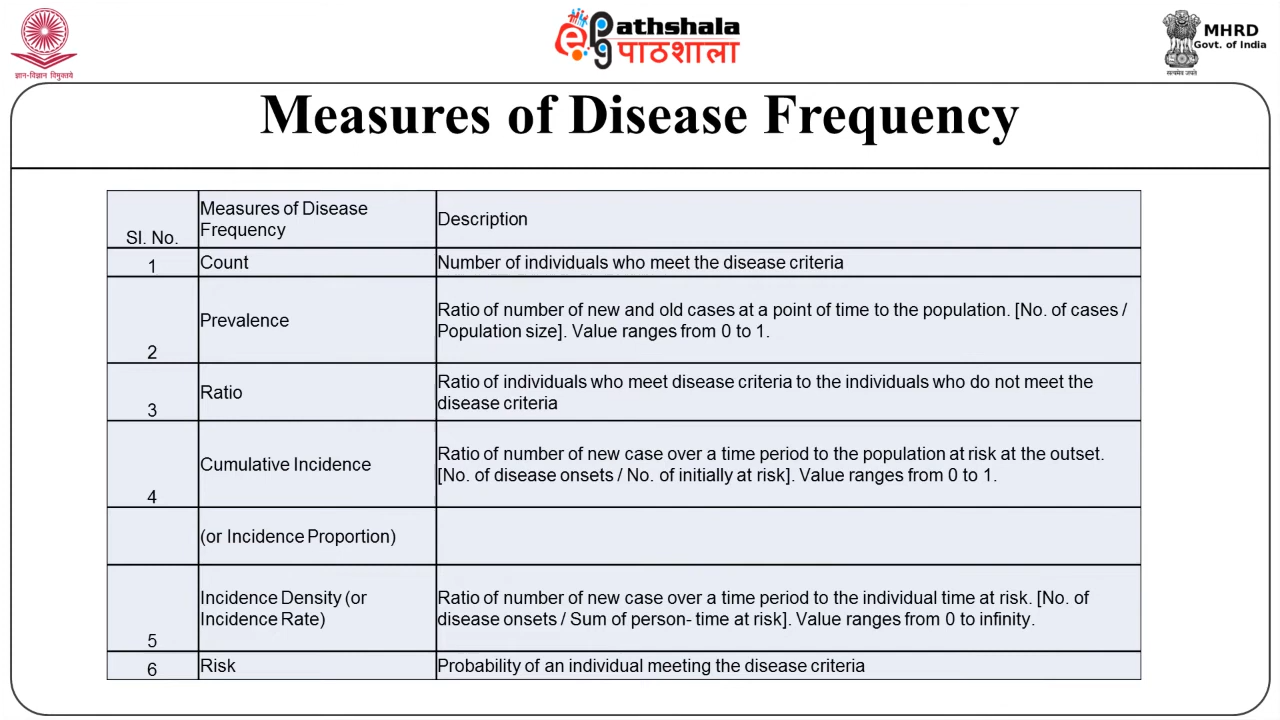 ज्ञान-विज्ञान विमुक्तये
ePathshala
पाठशाला
MHRD
Govt. of India
सत्यमेव जयते
Measures of Disease Frequency
Sl. No.
Measures of Disease
Frequency
Description
1
Count
Number of individuals who meet the disease criteria
2
Prevalence
Ratio of number of new and old cases at a point of time to the population. [No. of cases /
Population size]. Value ranges from 0 to 1.
3
Ratio
Ratio of individuals who meet disease criteria to the individuals who do not meet the
disease criteria
4
Cumulative Incidence
Ratio of number of new case over a time period to the population at risk at the outset.
[No. of disease onsets / No. of initially at risk]. Value ranges from 0 to 1.
(or Incidence Proportion)
5
Incidence Density (or
Incidence Rate)
Ratio of number of new case over a time period to the individual time at risk. [No. of
disease onsets / Sum of person- time at risk]. Value ranges from 0 to infinity.
6
Risk
Probability of an individual meeting the disease criteria